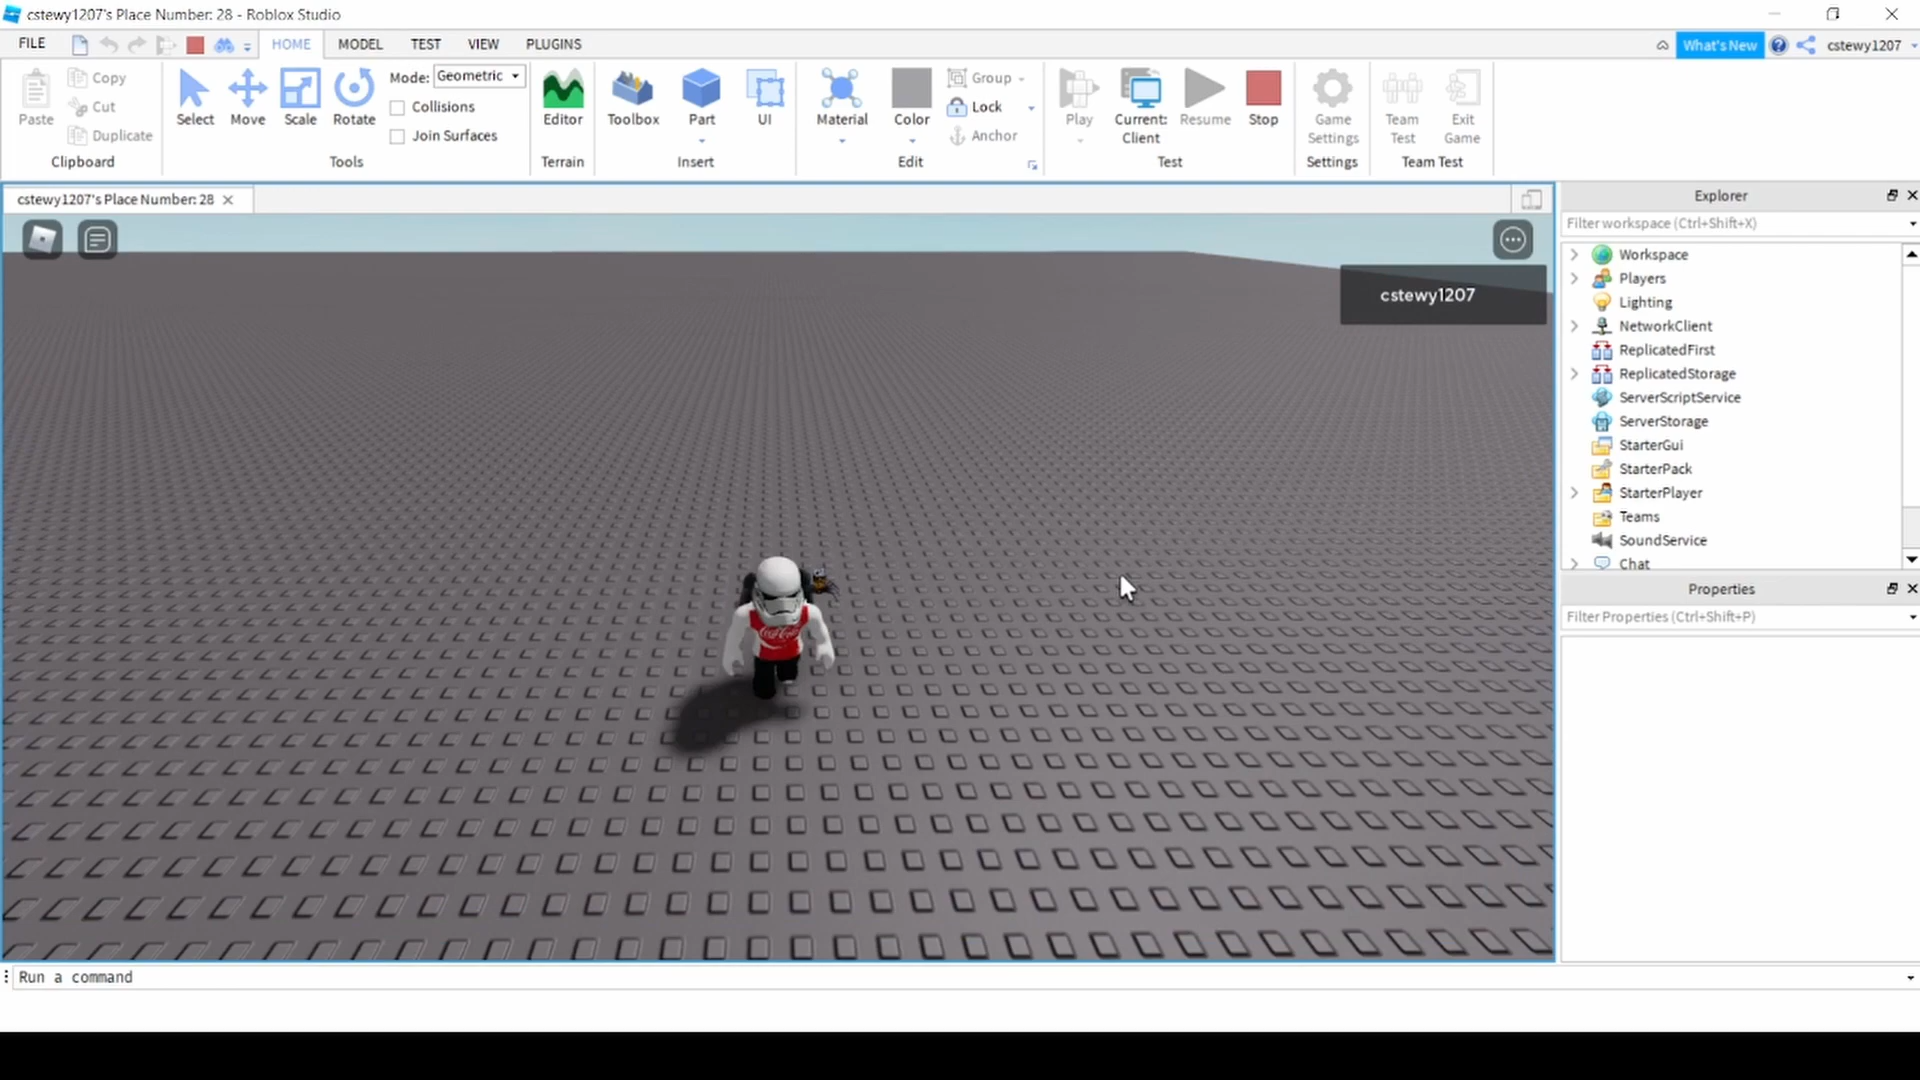 cstewy1207's Place Number: 28 - Roblox Studio
FILE HOME MODEL TEST VIEW PLUGINS What's New cstewy1207
Paste Copy Cut Duplicate Clipboard
Select Move Scale Rotate Mode: Geometric Collisions Join Surfaces Tools
Editor Terrain
Toolbox Part UI Insert
Material Color Group Lock Anchor Edit
Play Current: Client Resume Stop Test
Game Settings Settings
Team Test Exit Game Team Test
cstewy1207's Place Number: 28
cstewy1207
Coca-Cola
Explorer
Filter workspace (Ctrl+Shift+X)
Workspace
Players
Lighting
NetworkClient
ReplicatedFirst
ReplicatedStorage
ServerScriptService
ServerStorage
StarterGui
StarterPack
StarterPlayer
Teams
SoundService
Chat
Properties
Filter Properties (Ctrl+Shift+P)
Run a command